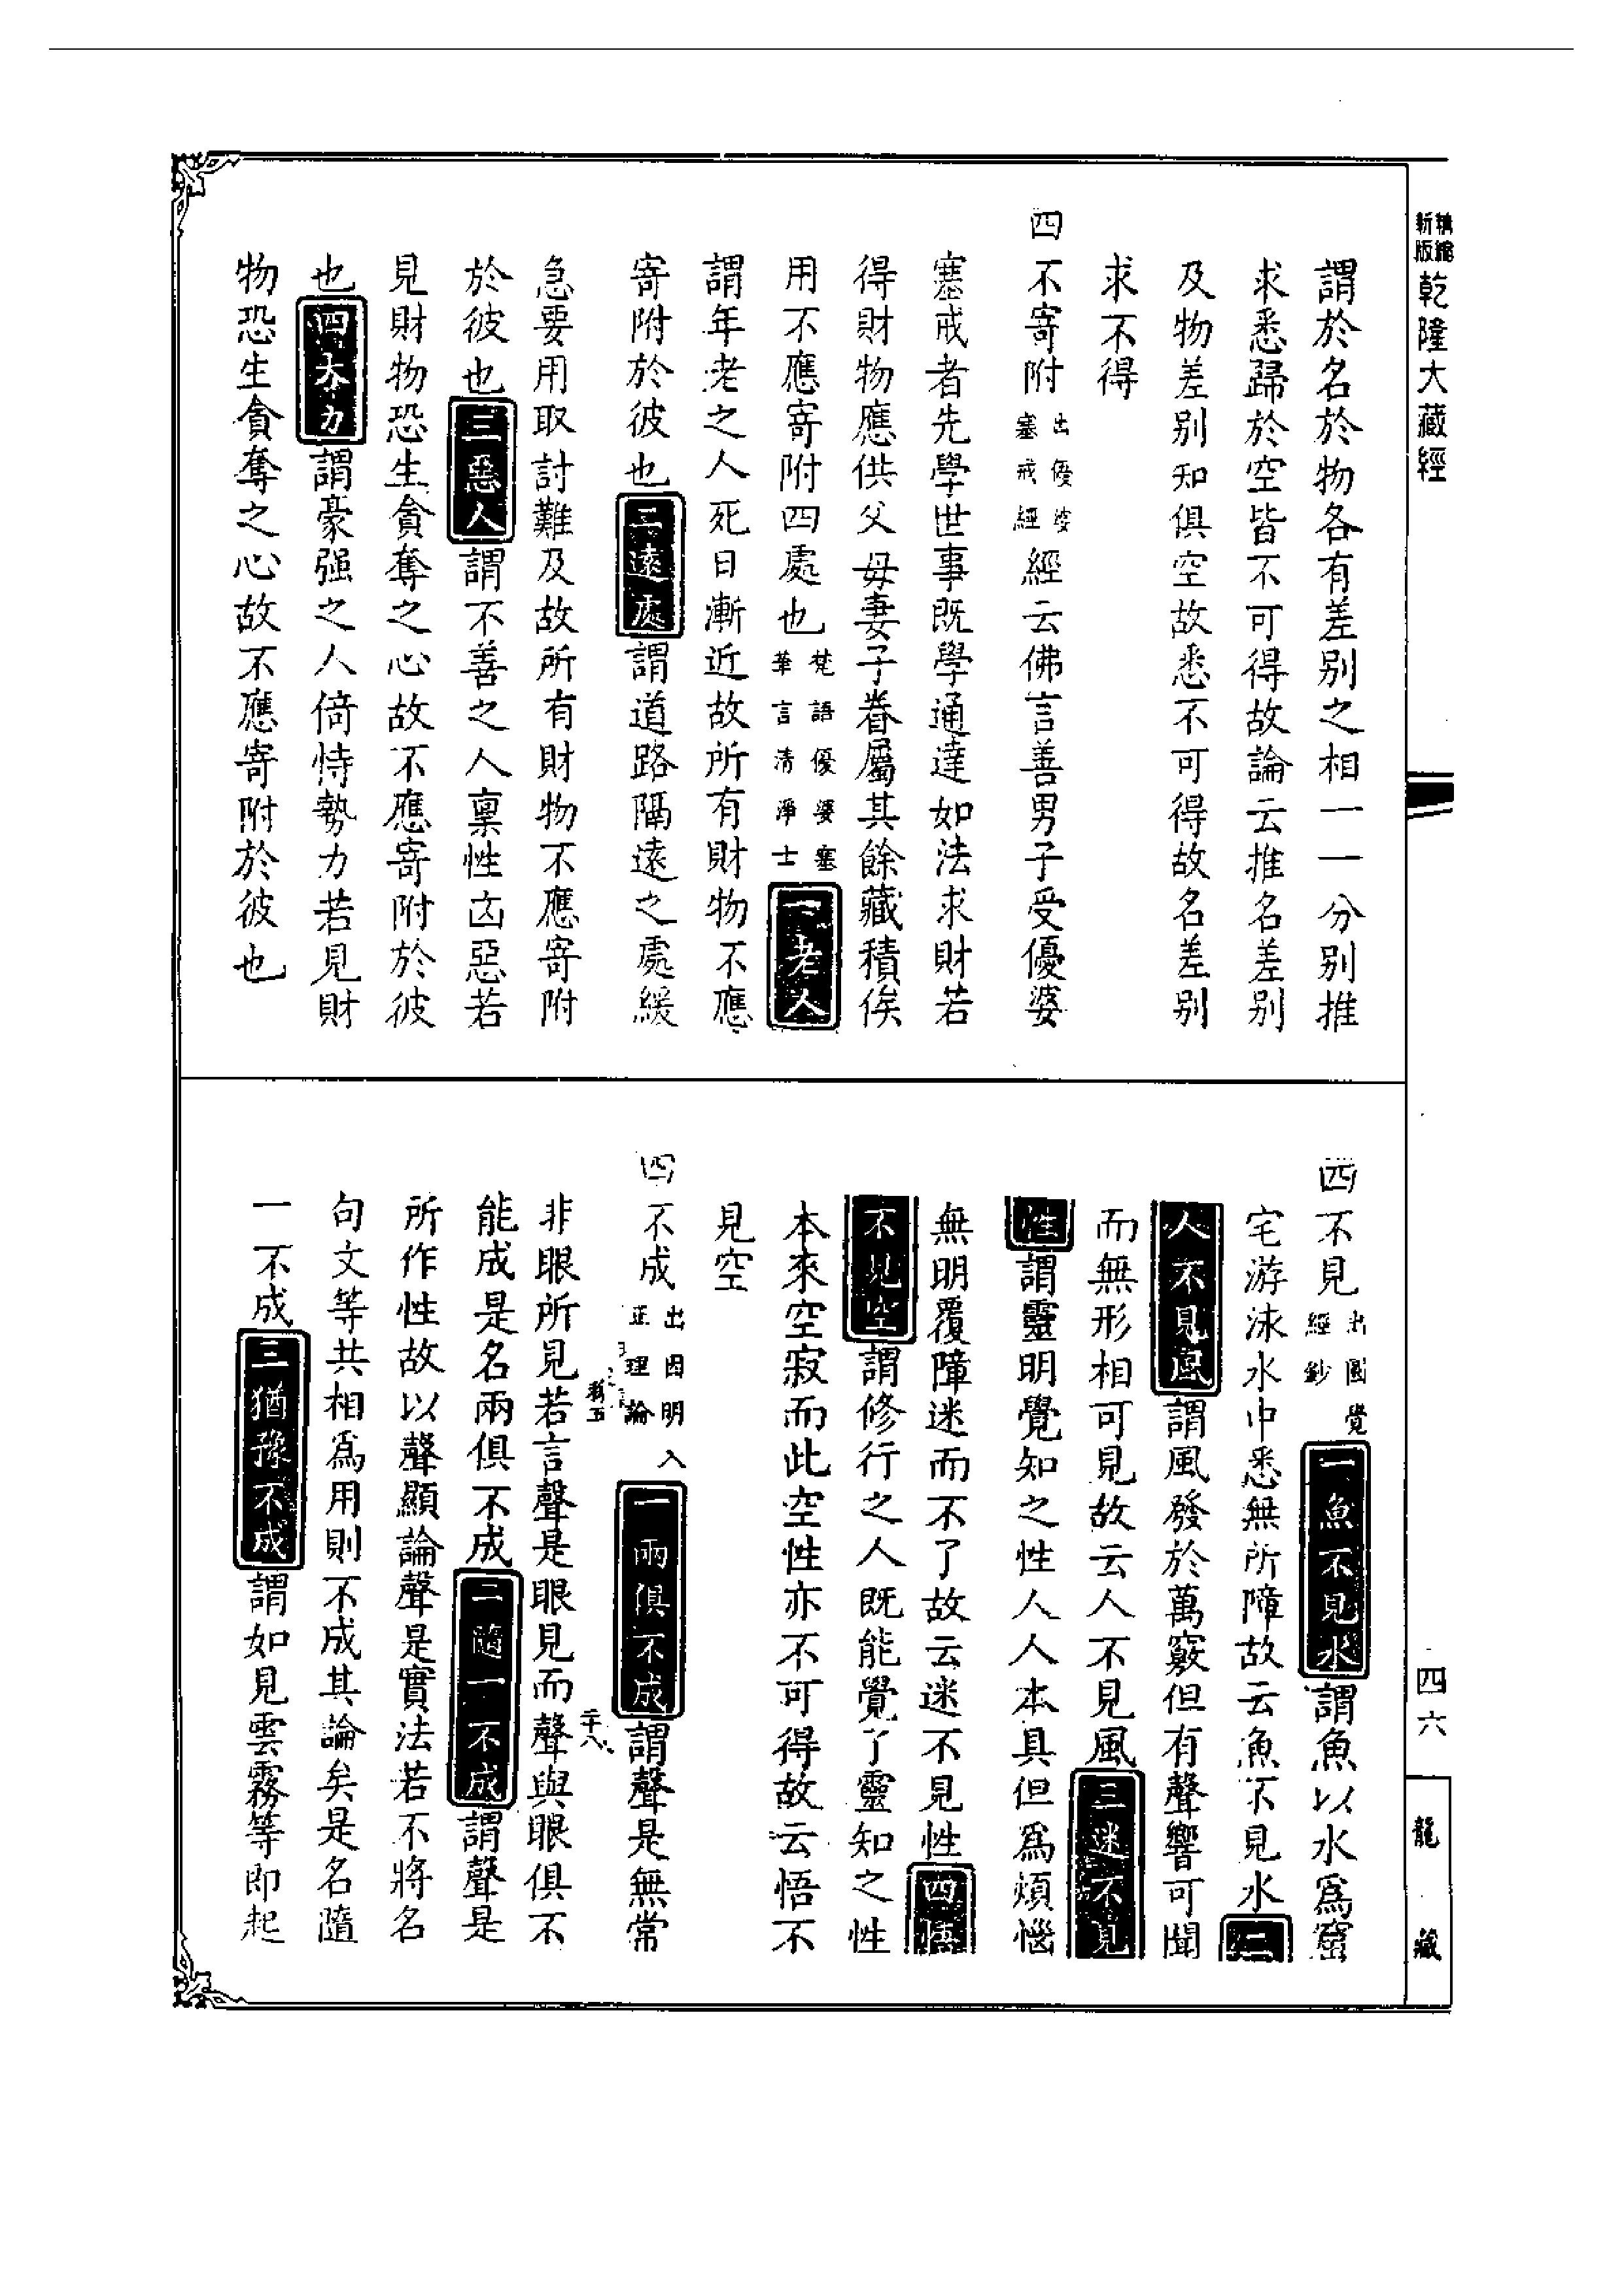 精縮新版乾隆大藏經
謂於名於物各有差别之相一一分别推
求悉歸於空皆不可得故論云推名差别
及物差别知俱空故悉不可得故名差别
求不得
四不寄附出優婆塞戒經經云佛言善男子受優婆
塞戒者先學世事既學通達如法求財若
得財物應供父母妻子眷屬其餘藏積俟
用不應寄附四處也梵語優婆塞華言清淨士一老人
謂年老之人死日漸近故所有財物不應
寄附於彼也二遠處謂道路隔遠之處緩
急要用取討難及故所有財物不應寄附
於彼也三惡人謂不善之人稟性凶惡若
見財物恐生貪奪之心故不應寄附於彼
也四大力謂豪强之人倚恃勢力若見財
物恐生貪奪之心故不應寄附於彼也
四不見出圓覺經鈔一魚不見水謂魚以水爲窟
宅游泳水中悉無所障故云魚不見水二
人不見風謂風發於萬竅但有聲響可聞
而無形相可見故云人不見風三迷不見
性謂靈明覺知之性人人本具但爲煩惱
無明覆障迷而不了故云迷不見性四悟
不見空謂修行之人既能覺了靈知之性
本來空寂而此空性亦不可得故云悟不
見空
四不成出因明入正理論一兩俱不成謂聲是無常
非眼所見若言聲是眼見而聲與眼俱不
能成是名兩俱不成二隨一不成謂聲是
所作性故以聲顯論聲是實法若不將名
句文等共相爲用則不成其論矣是名隨
一不成三猶豫不成謂如見雲霧等即起
四六
龍藏